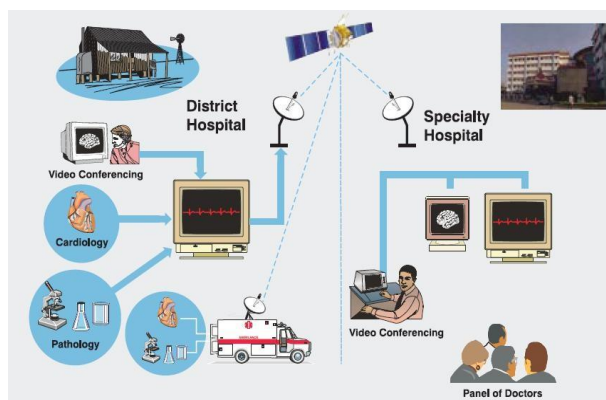 District
Hospital
Specialty
Hospital
Video Conferencing
Cardiology
Pathology
Video Conferencing
Panel of Doctors